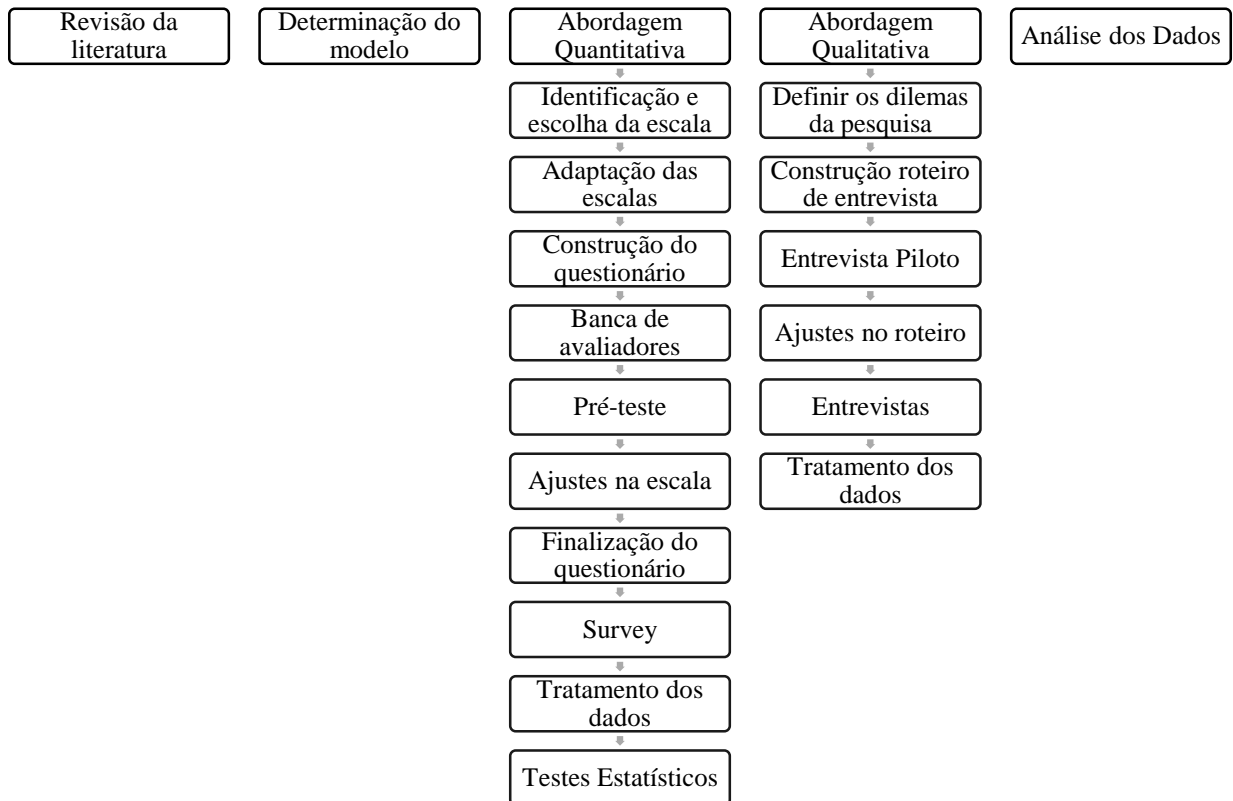 Revisão da
literatura
Determinação do
modelo
Abordagem
Quantitativa
Identificação e
escolha da escala
Adaptação das
escalas
Construção do
questionário
Banca de
avaliadores
Pré-teste
Ajustes na escala
Finalização do
questionário
Survey
Tratamento dos
dados
Testes Estatísticos
Abordagem
Qualitativa
Definir os dilemas
da pesquisa
Construção roteiro
de entrevista
Entrevista Piloto
Ajustes no roteiro
Entrevistas
Tratamento dos
dados
Análise dos Dados